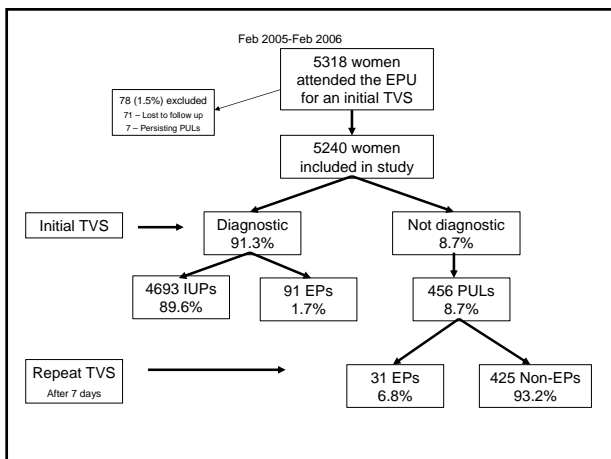 Feb 2005-Feb 2006
5318 women
attended the EPU
for an initial TVS
78 (1.5%) excluded
71 – Lost to follow up
7 – Persisting PULs
5240 women
included in study
Initial TVS
Diagnostic
91.3%
Not diagnostic
8.7%
4693 IUPs
89.6%
91 EPs
1.7%
456 PULs
8.7%
Repeat TVS
After 7 days
31 EPs
6.8%
425 Non-EPs
93.2%